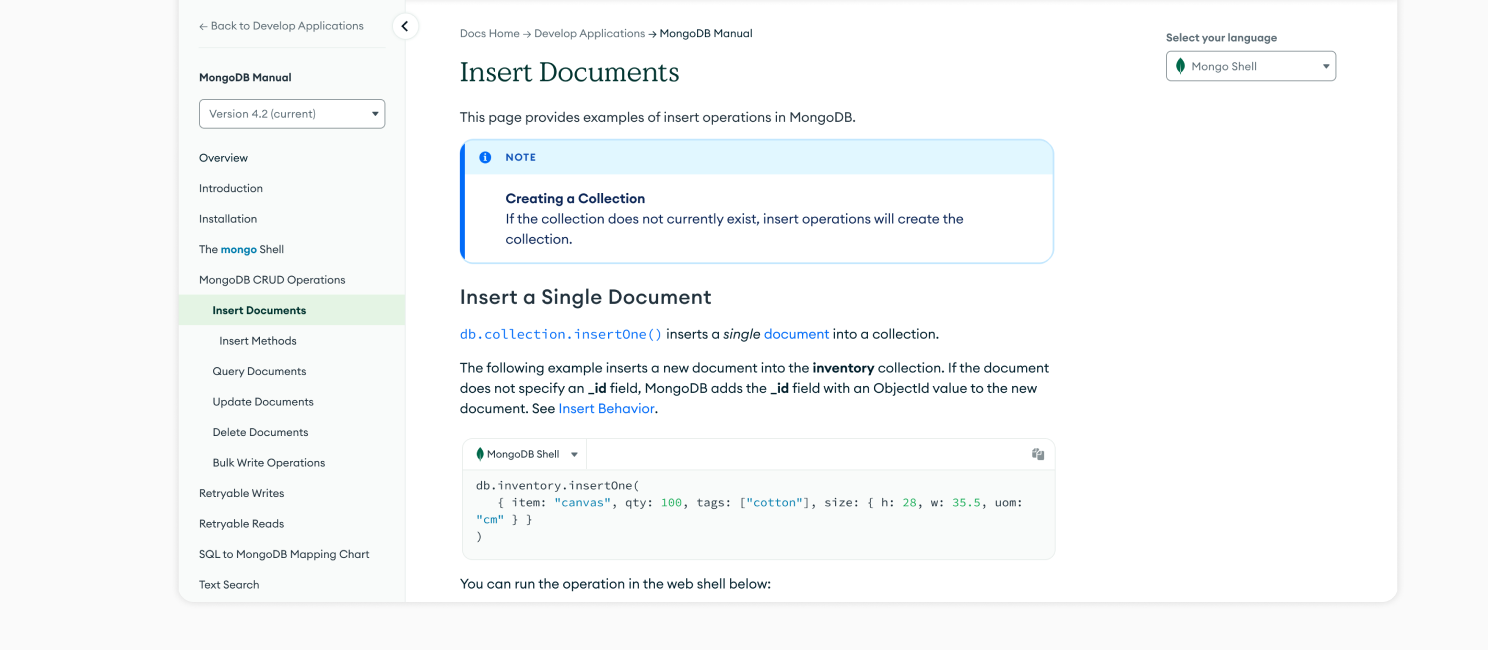 ← Back to Develop Applications
MongoDB Manual
Version 4.2 (current)
Overview
Introduction
Installation
The mongo Shell
MongoDB CRUD Operations
Insert Documents
Insert Methods
Query Documents
Update Documents
Delete Documents
Bulk Write Operations
Retryable Writes
Retryable Reads
SQL to MongoDB Mapping Chart
Text Search
Docs Home → Develop Applications → MongoDB Manual
Insert Documents
This page provides examples of insert operations in MongoDB.
NOTE
Creating a Collection
If the collection does not currently exist, insert operations will create the
collection.
Insert a Single Document
db.collection.insertOne() inserts a single document into a collection.
The following example inserts a new document into the inventory collection. If the document
does not specify an _id field, MongoDB adds the _id field with an ObjectId value to the new
document. See Insert Behavior.
MongoDB Shell
db.inventory.insertOne(
{ item: "canvas", qty: 100, tags: ["cotton"], size: { h: 28, w: 35.5, uom:
"cm" } }
)
You can run the operation in the web shell below:
Select your language
Mongo Shell